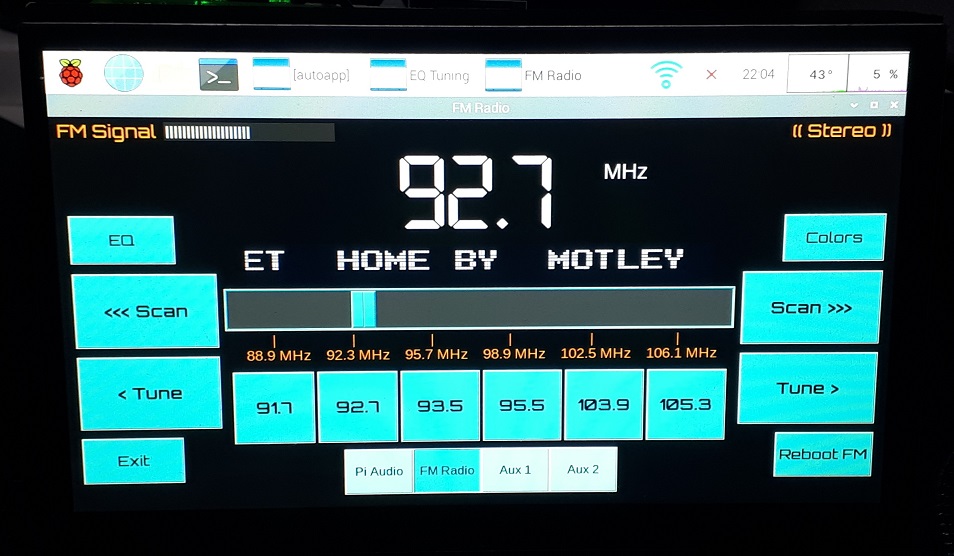 >_ [autoapp] EQ Tuning FM Radio 22:04 43° 5 %
FM Radio
FM Signal (( Stereo ))
92.7 MHz
EQ Colors
ET HOME BY MOTLEY
<<< Scan Scan >>>
88.9 MHz 92.3 MHz 95.7 MHz 98.9 MHz 102.5 MHz 106.1 MHz
< Tune 91.7 92.7 93.5 95.5 103.9 105.3 Tune >
Exit Pi Audio FM Radio Aux 1 Aux 2 Reboot FM